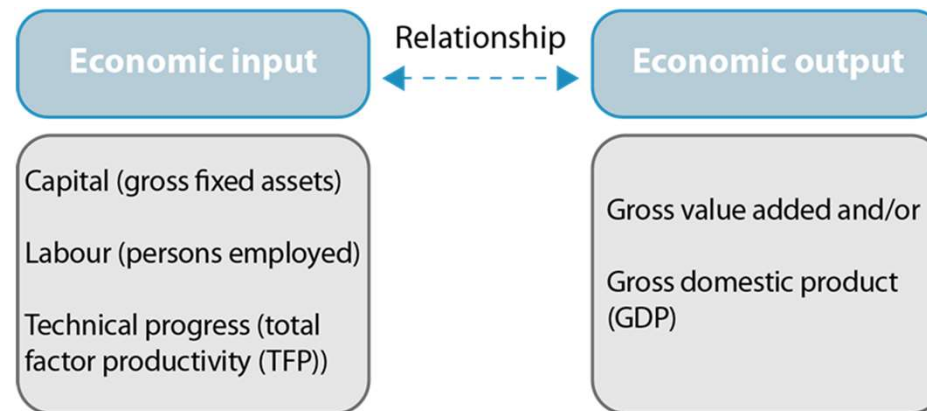 Economic input
Relationship
Economic output
Capital (gross fixed assets)
Labour (persons employed)
Technical progress (total
factor productivity (TFP))
Gross value added and/or
Gross domestic product
(GDP)